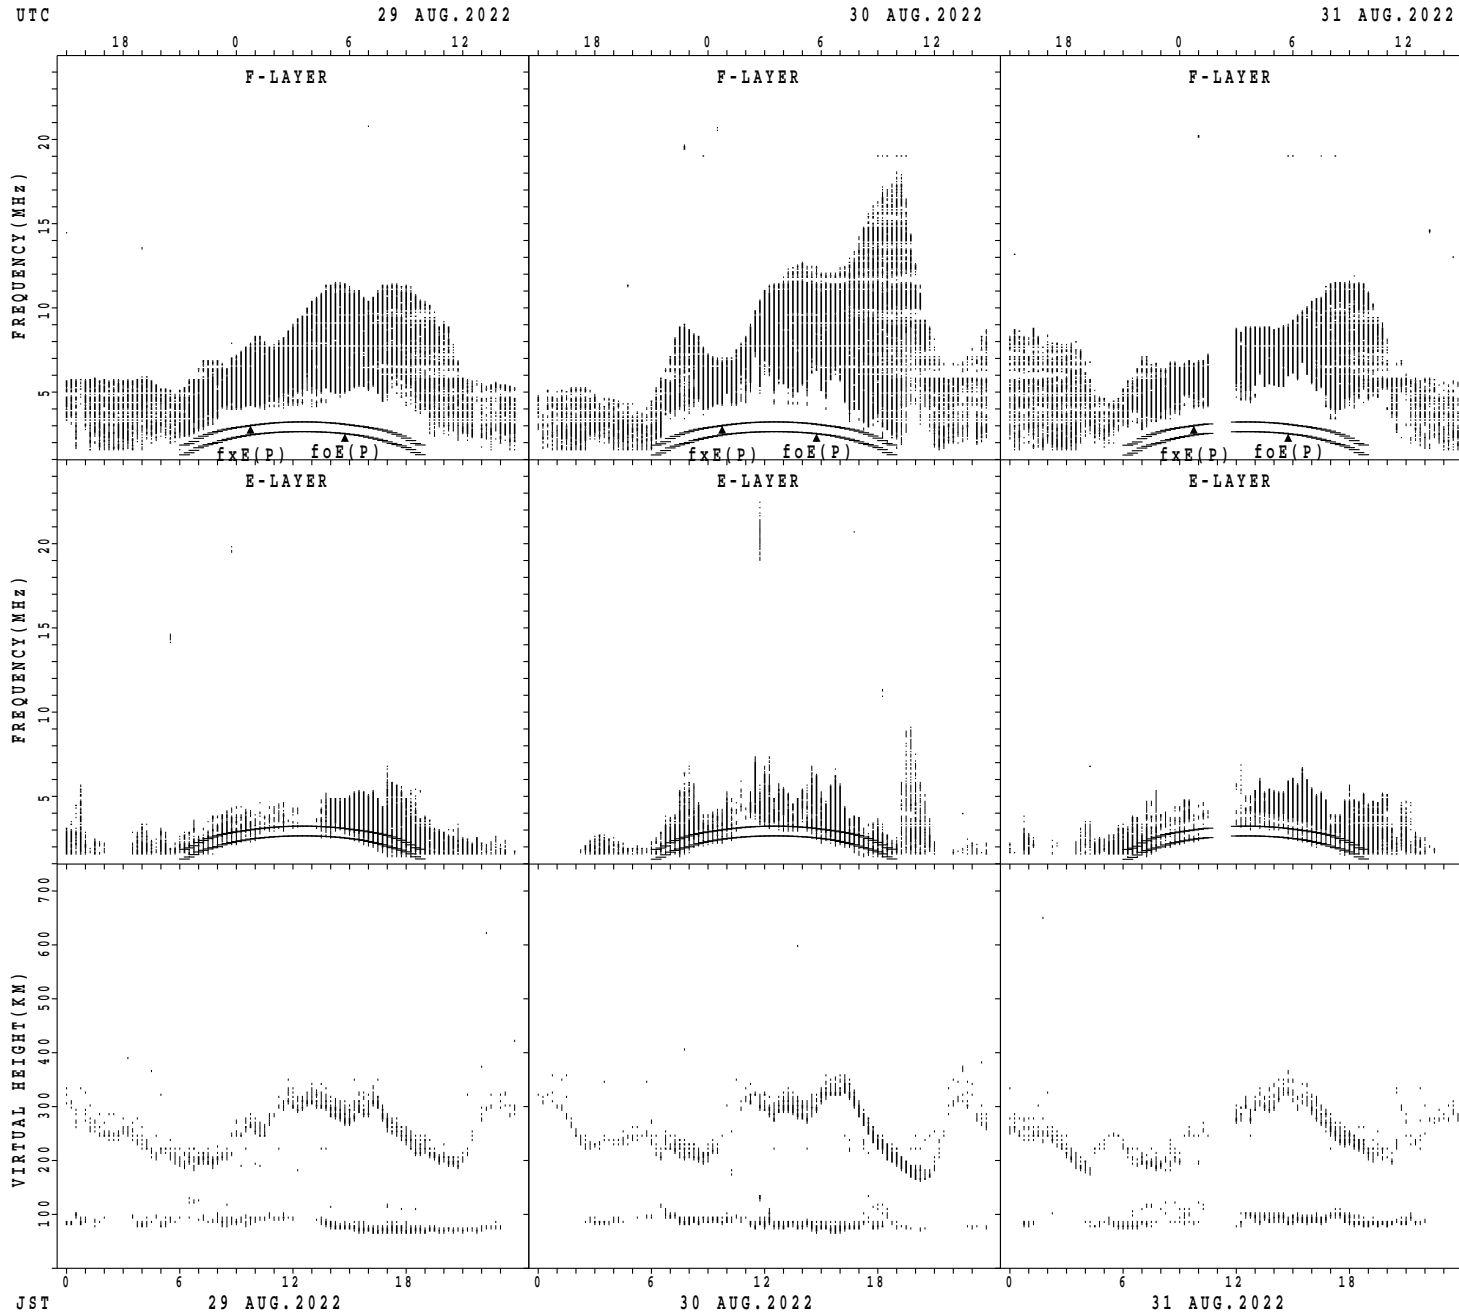 UTC 29 AUG.2022 30 AUG.2022 31 AUG.2022
18 0 6 12 18 0 6 12 18 0 6 12
F-LAYER F-LAYER F-LAYER
FREQUENCY(MHz)
20
15
10
5
fxE(P) foE(P) fxE(P) foE(P) fxE(P) foE(P)
E-LAYER E-LAYER E-LAYER
FREQUENCY(MHz)
20
15
10
5
VIRTUAL HEIGHT(KM)
700
600
500
400
300
200
100
0 6 12 18 0 6 12 18 0 6 12 18
JST 29 AUG.2022 30 AUG.2022 31 AUG.2022